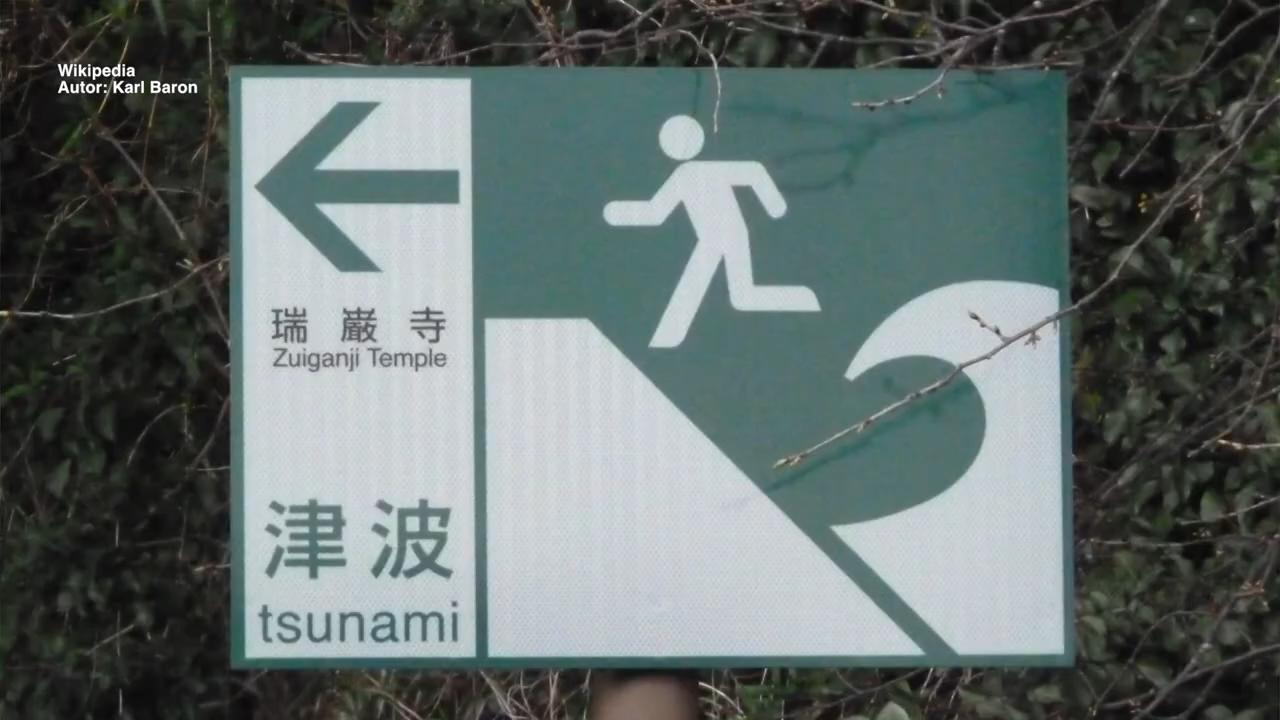 Wikipedia
Autor: Karl Baron
瑞巌寺
Zuiganji Temple
津波
tsunami